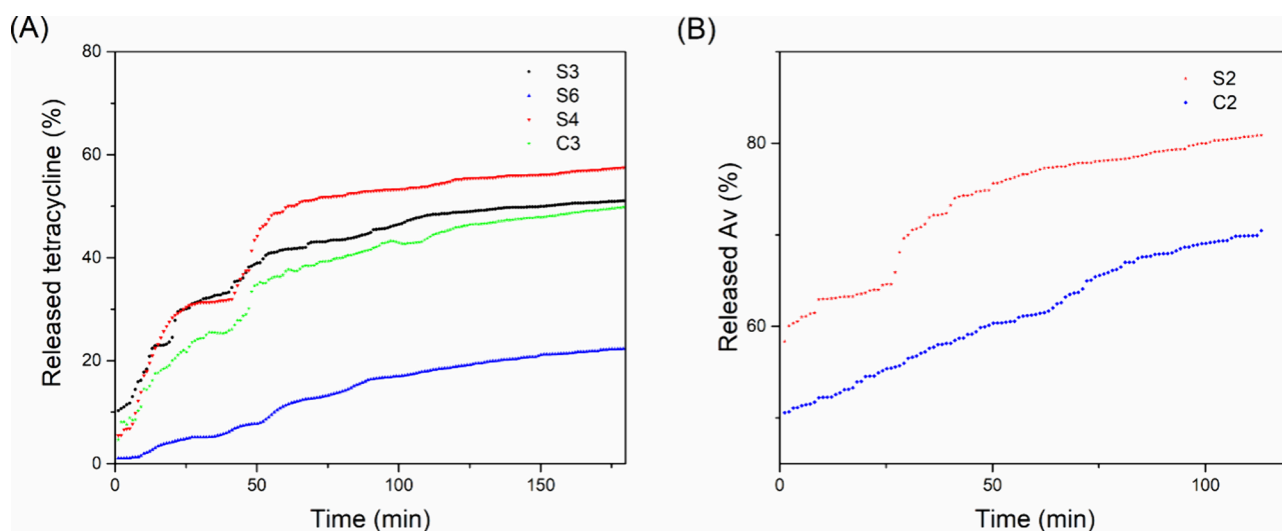 (A)
Released tetracycline (%)
80
60
40
20
0
S3
S6
S4
C3
0 50 100 150
Time (min)
(B)
Released Av (%)
80
60
S2
C2
0 50 100
Time (min)